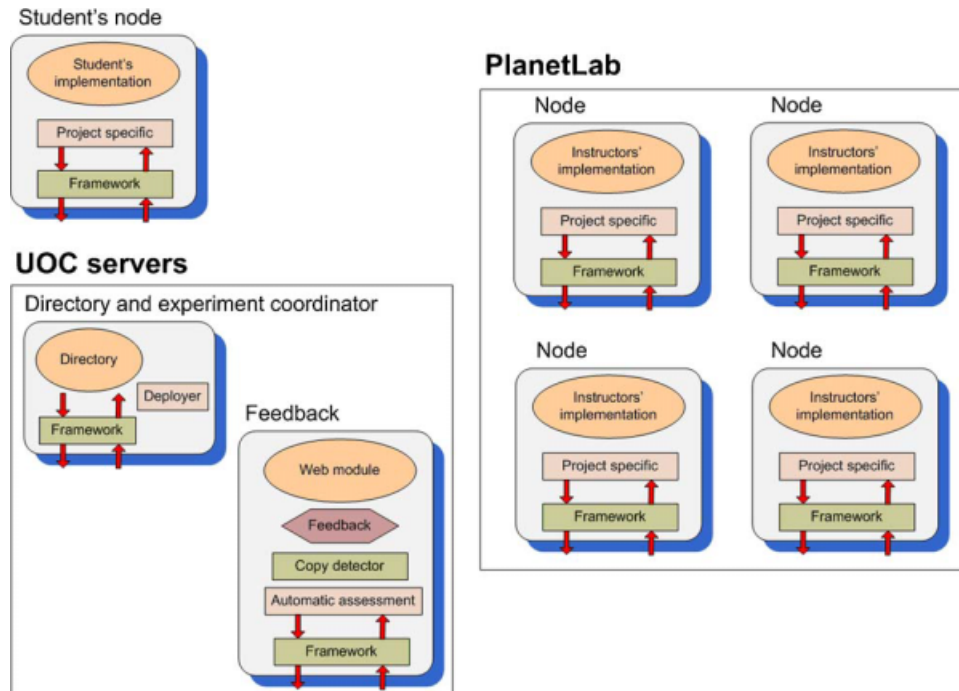 Student's node
Student's
implementation
Project specific
Framework
UOC servers
Directory and experiment coordinator
Directory
Deployer
Framework
Feedback
Web module
Feedback
Copy detector
Automatic assessment
Framework
PlanetLab
Node
Instructors'
implementation
Project specific
Framework
Node
Instructors'
implementation
Project specific
Framework
Node
Instructors'
implementation
Project specific
Framework
Node
Instructors'
implementation
Project specific
Framework